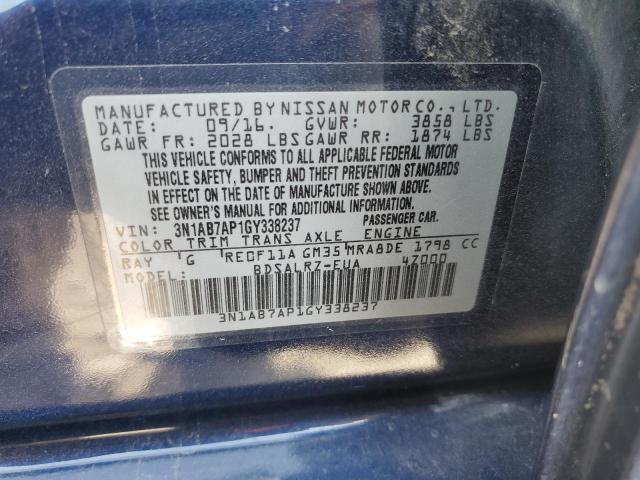 MANUFACTURED BY NISSAN MOTOR CO., LTD.
DATE: 09/16. GVWR: 3858 LBS
GAWR FR: 2028 LBS GAWR RR: 1874 LBS
THIS VEHICLE CONFORMS TO ALL APPLICABLE FEDERAL MOTOR
VEHICLE SAFETY, BUMPER AND THEFT PREVENTION STANDARDS
IN EFFECT ON THE DATE OF MANUFACTURE SHOWN ABOVE.
SEE OWNER'S MANUAL FOR ADDITIONAL INFORMATION.
VIN: 3N1AB7AP1GY338237 PASSENGER CAR.
COLOR TRIM TRANS AXLE ENGINE
RAY G RE0F11A GM35 MRA8DE 1798 CC
MODEL: BDSALRZ-EUA 47000
3N1AB7AP1GY338237